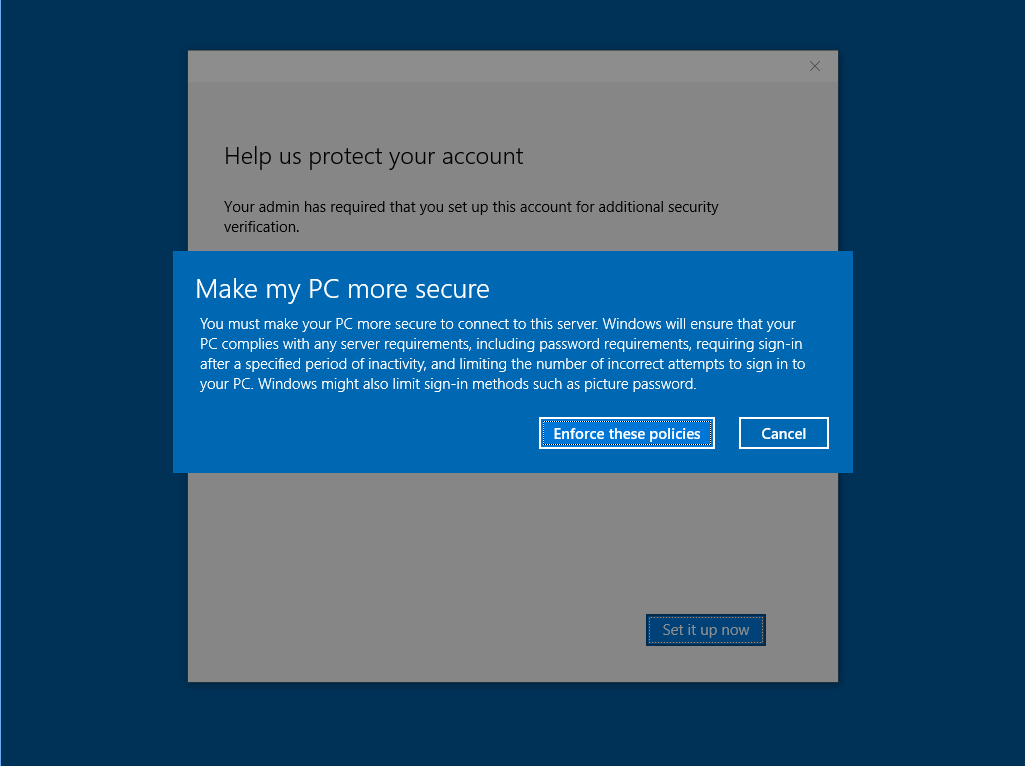 Help us protect your account
Your admin has required that you set up this account for additional security
verification.
Make my PC more secure
You must make your PC more secure to connect to this server. Windows will ensure that your
PC complies with any server requirements, including password requirements, requiring sign-in
after a specified period of inactivity, and limiting the number of incorrect attempts to sign in to
your PC. Windows might also limit sign-in methods such as picture password.
Enforce these policies
Cancel
Set it up now